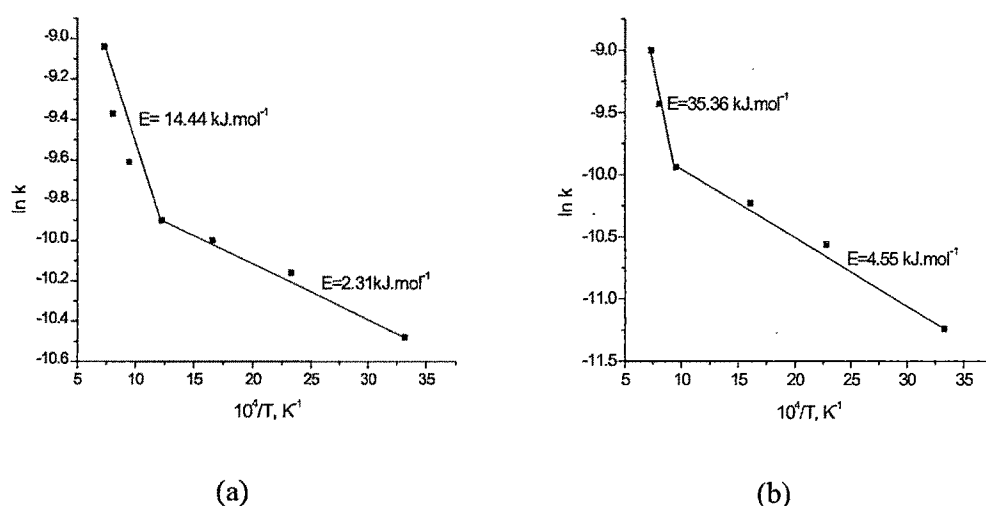 -9.0
-9.2
-9.4
-9.6
-9.8
-10.0
-10.2
-10.4
-10.6
ln k
E= 14.44 kJ.mol⁻¹
E=2.31kJ.mol⁻¹
5 10 15 20 25 30 35
10⁴/T, K⁻¹
(a)
-9.0
-9.5
-10.0
-10.5
-11.0
-11.5
ln k
E=35.36 kJ.mol⁻¹
E=4.55 kJ.mol⁻¹
5 10 15 20 25 30 35
10⁴/T, K⁻¹
(b)